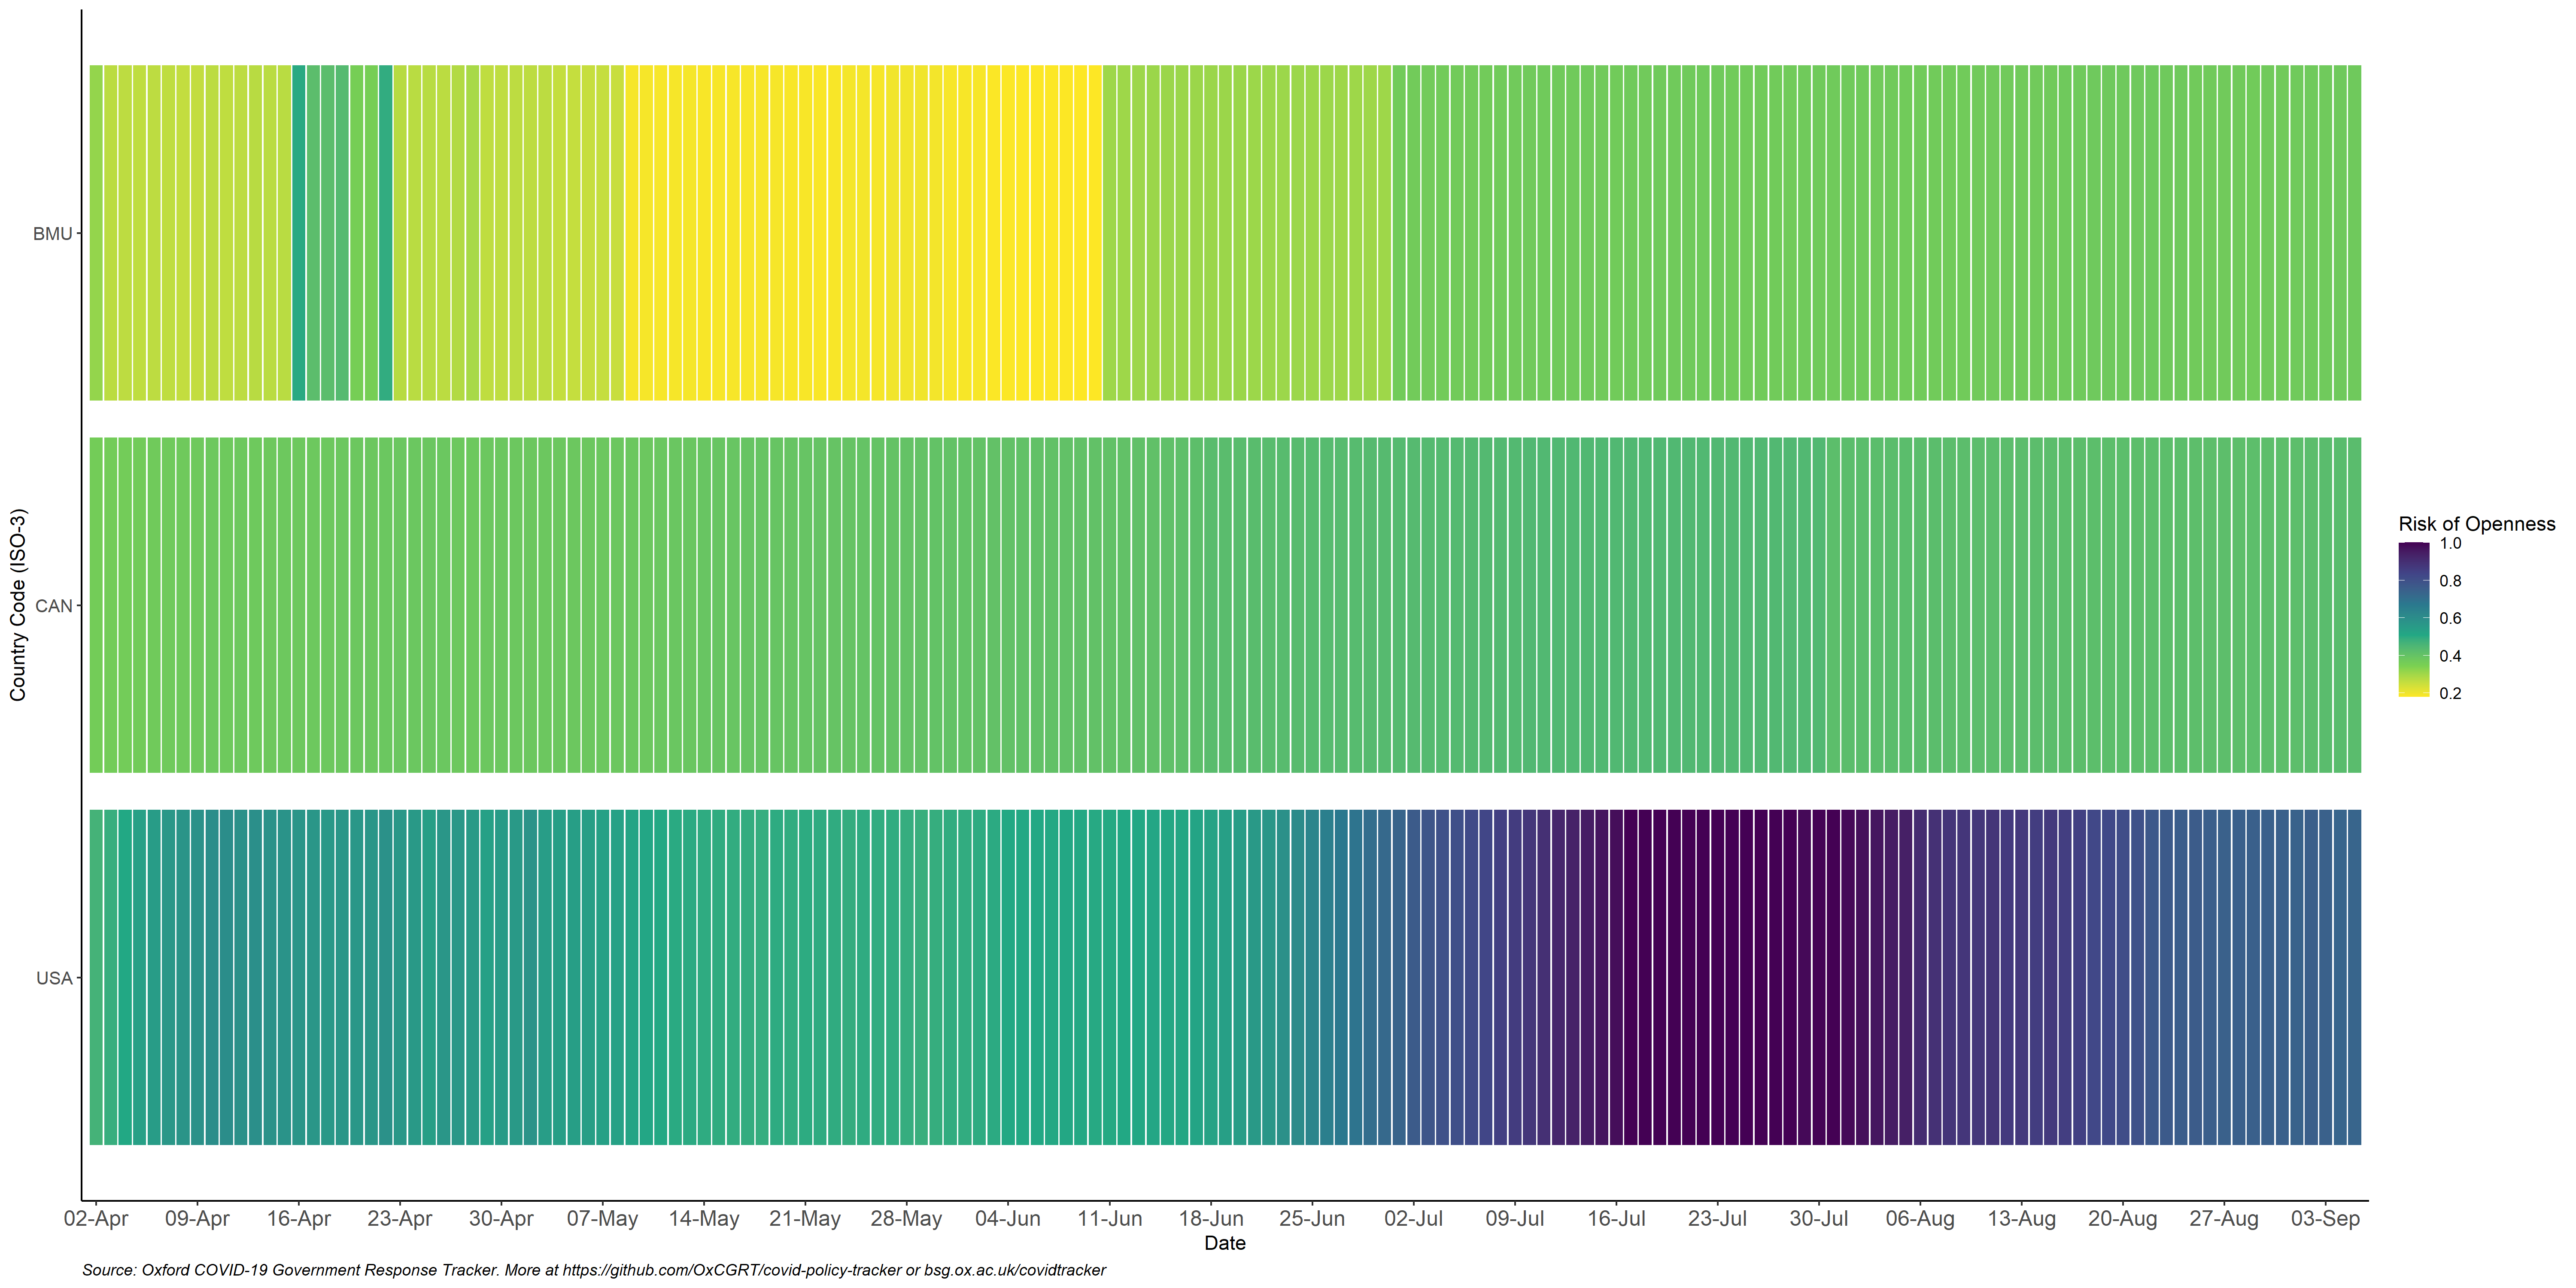 BMU
CAN
USA
Country Code (ISO-3)
Risk of Openness
1.0
0.8
0.6
0.4
0.2
02-Apr 09-Apr 16-Apr 23-Apr 30-Apr 07-May 14-May 21-May 28-May 04-Jun 11-Jun 18-Jun 25-Jun 02-Jul 09-Jul 16-Jul 23-Jul 30-Jul 06-Aug 13-Aug 20-Aug 27-Aug 03-Sep
Date
Source: Oxford COVID-19 Government Response Tracker. More at https://github.com/OxCGRT/covid-policy-tracker or bsg.ox.ac.uk/covidtracker